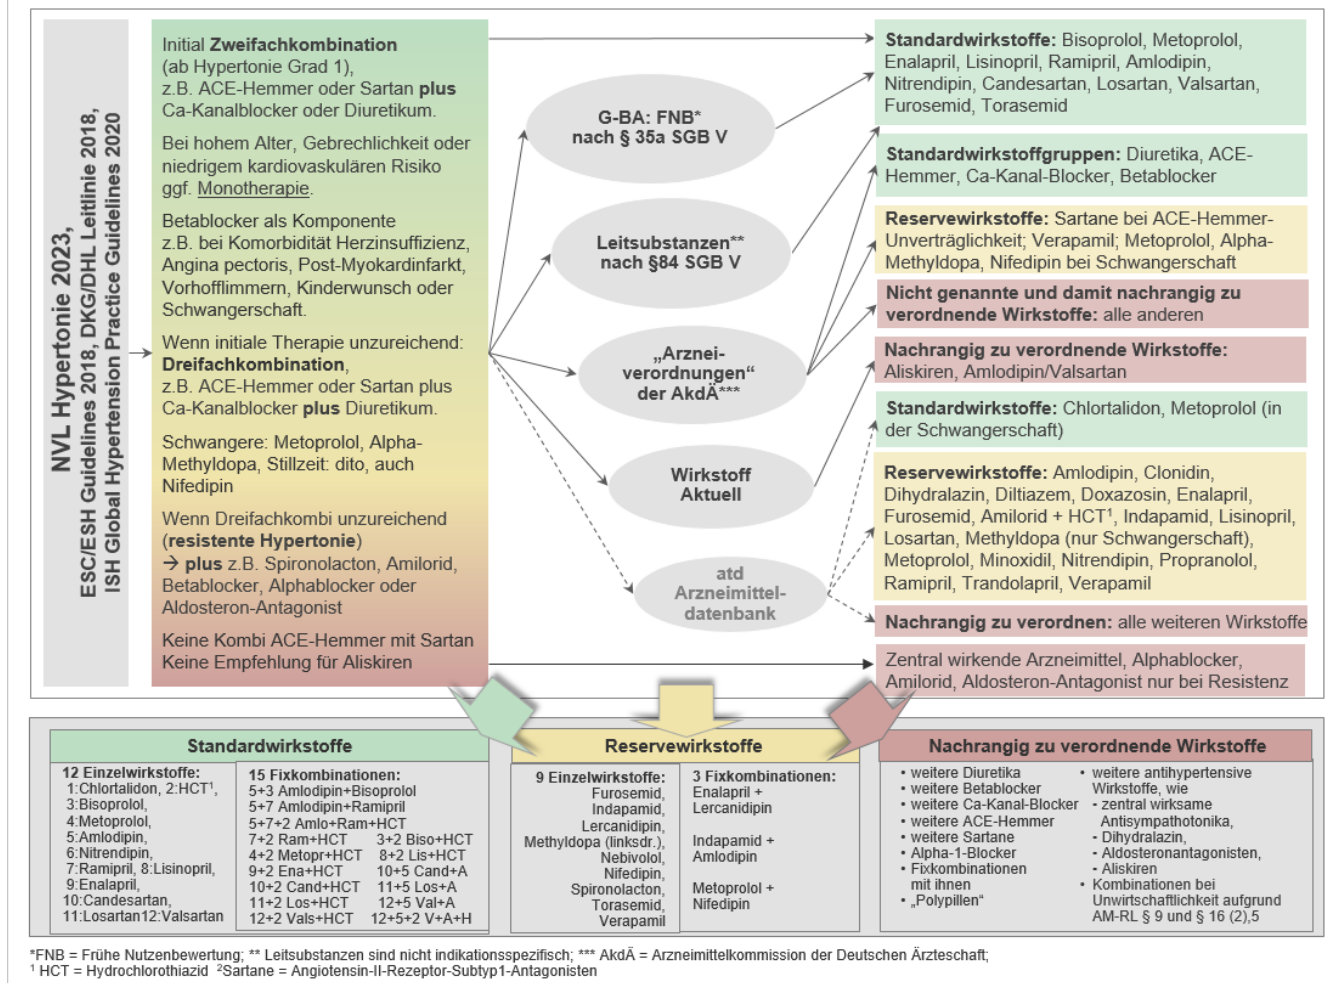 NVL Hypertonie 2023,
ESC/ESH Guidelines 2018, DKG/DHL Leitlinie 2018,
ISH Global Hypertension Practice Guidelines 2020
Initial Zweifachkombination
(ab Hypertonie Grad 1),
z.B. ACE-Hemmer oder Sartan plus
Ca-Kanalblocker oder Diuretikum.
Bei hohem Alter, Gebrechlichkeit oder
niedrigem kardiovaskulären Risiko
ggf. Monotherapie.
Betablocker als Komponente
z.B. bei Komorbidität Herzinsuffizienz,
Angina pectoris, Post-Myokardinfarkt,
Vorhofflimmern, Kinderwunsch oder
Schwangerschaft.
Wenn initiale Therapie unzureichend:
Dreifachkombination,
z.B. ACE-Hemmer oder Sartan plus
Ca-Kanalblocker plus Diuretikum.
Schwangere: Metoprolol, Alpha-
Methyldopa, Stillzeit: dito, auch
Nifedipin
Wenn Dreifachkombi unzureichend
(resistente Hypertonie)
→ plus z.B. Spironolacton, Amilorid,
Betablocker, Alphablocker oder
Aldosteron-Antagonist
Keine Kombi ACE-Hemmer mit Sartan
Keine Empfehlung für Aliskiren
G-BA: FNB*
nach § 35a SGB V
Leitsubstanzen**
nach §84 SGB V
„Arznei-
verordnungen“
der AkdÄ***
Wirkstoff
Aktuell
atd
Arzneimittel-
datenbank
Standardwirkstoffe: Bisoprolol, Metoprolol,
Enalapril, Lisinopril, Ramipril, Amlodipin,
Nitrendipin, Candesartan, Losartan, Valsartan,
Furosemid, Torasemid
Standardwirkstoffgruppen: Diuretika, ACE-
Hemmer, Ca-Kanal-Blocker, Betablocker
Reservewirkstoffe: Sartane bei ACE-Hemmer-
Unverträglichkeit; Verapamil; Metoprolol, Alpha-
Methyldopa, Nifedipin bei Schwangerschaft
Nicht genannte und damit nachrangig zu
verordnende Wirkstoffe: alle anderen
Nachrangig zu verordnende Wirkstoffe:
Aliskiren, Amlodipin/Valsartan
Standardwirkstoffe: Chlortalidon, Metoprolol (in
der Schwangerschaft)
Reservewirkstoffe: Amlodipin, Clonidin,
Dihydralazin, Diltiazem, Doxazosin, Enalapril,
Furosemid, Amilorid + HCT¹, Indapamid, Lisinopril,
Losartan, Methyldopa (nur Schwangerschaft),
Metoprolol, Minoxidil, Nitrendipin, Propranolol,
Ramipril, Trandolapril, Verapamil
Nachrangig zu verordnen: alle weiteren Wirkstoffe
Zentral wirkende Arzneimittel, Alphablocker,
Amilorid, Aldosteron-Antagonist nur bei Resistenz
Standardwirkstoffe
12 Einzelwirkstoffe:
1:Chlortalidon, 2:HCT¹,
3:Bisoprolol,
4:Metoprolol,
5:Amlodipin,
6:Nitrendipin,
7:Ramipril, 8:Lisinopril,
9:Enalapril,
10:Candesartan,
11:Losartan12:Valsartan
15 Fixkombinationen:
5+3 Amlodipin+Bisoprolol
5+7 Amlodipin+Ramipril
5+7+2 Amlo+Ram+HCT
7+2 Ram+HCT 3+2 Biso+HCT
4+2 Metopr+HCT 8+2 Lis+HCT
9+2 Ena+HCT 10+5 Cand+A
10+2 Cand+HCT 11+5 Los+A
11+2 Los+HCT 12+5 Val+A
12+2 Vals+HCT 12+5+2 V+A+H
Reservewirkstoffe
9 Einzelwirkstoffe:
Furosemid,
Indapamid,
Lercanidipin,
Methyldopa (linksdr.),
Nebivolol,
Nifedipin,
Spironolacton,
Torasemid,
Verapamil
3 Fixkombinationen:
Enalapril +
Lercanidipin
Indapamid +
Amlodipin
Metoprolol +
Nifedipin
Nachrangig zu verordnende Wirkstoffe
• weitere Diuretika
• weitere Betablocker
• weitere Ca-Kanal-Blocker
• weitere ACE-Hemmer
• weitere Sartane
• Alpha-1-Blocker
• Fixkombinationen
mit ihnen
• „Polypillen“
• weitere antihypertensive
Wirkstoffe, wie
- zentral wirksame
Antisympathotonika,
- Dihydralazin,
- Aldosteronantagonisten,
- Aliskiren
• Kombinationen bei
Unwirtschaftlichkeit aufgrund
AM-RL § 9 und § 16 (2),5
*FNB = Frühe Nutzenbewertung; ** Leitsubstanzen sind nicht indikationsspezifisch; *** AkdÄ = Arzneimittelkommission der Deutschen Ärzteschaft;
¹ HCT = Hydrochlorothiazid ²Sartane = Angiotensin-II-Rezeptor-Subtyp1-Antagonisten